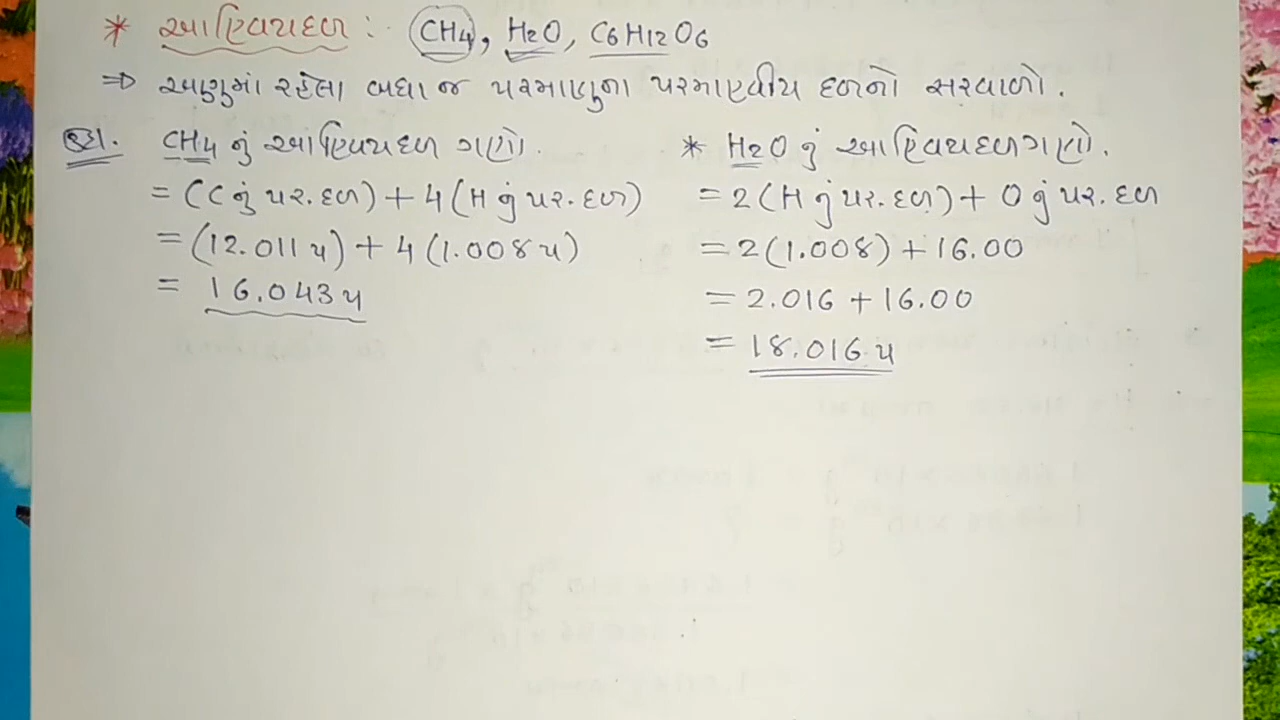 * આણ્વિયદળ : CH4, H2O, C6H12O6
⇒ અણુમાં રહેલા બધા જ પરમાણુના પરમાણ્વીય દળનો સરવાળો.
CH4 નું આણ્વિયદળ ગણો.
= (C નું પર. દળ) + 4 (H નું પર. દળ)
= (12.011 u) + 4 (1.008 u)
= 16.043 u
* H2O નું આણ્વિયદળ ગણો.
= 2 (H નું પર. દળ) + O નું પર. દળ
= 2 (1.008) + 16.00
= 2.016 + 16.00
= 18.016 u